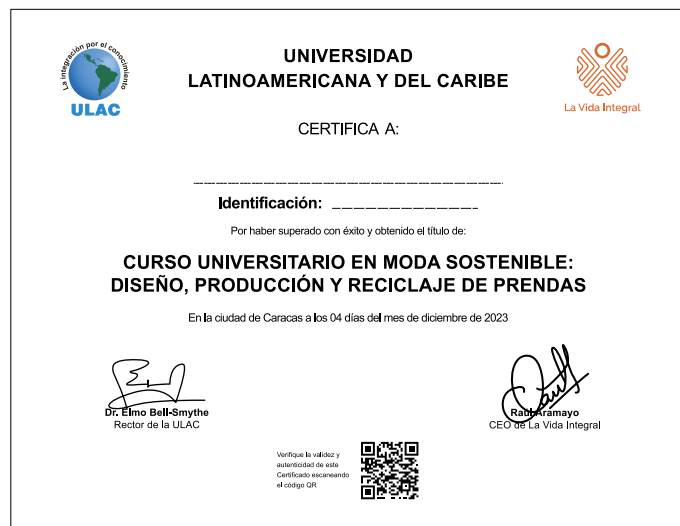 La integración por el conocimiento
ULAC
UNIVERSIDAD
LATINOAMERICANA Y DEL CARIBE
La Vida Integral
CERTIFICA A:
Identificación:
Por haber superado con éxito y obtenido el título de:
CURSO UNIVERSITARIO EN MODA SOSTENIBLE:
DISEÑO, PRODUCCIÓN Y RECICLAJE DE PRENDAS
En la ciudad de Caracas a los 04 días del mes de diciembre de 2023
Dr. Elmo Bell-Smythe
Rector de la ULAC
Raúl Aramayo
CEO de La Vida Integral
Verifique la validez y
autenticidad de este
Certificado escaneando
el código QR